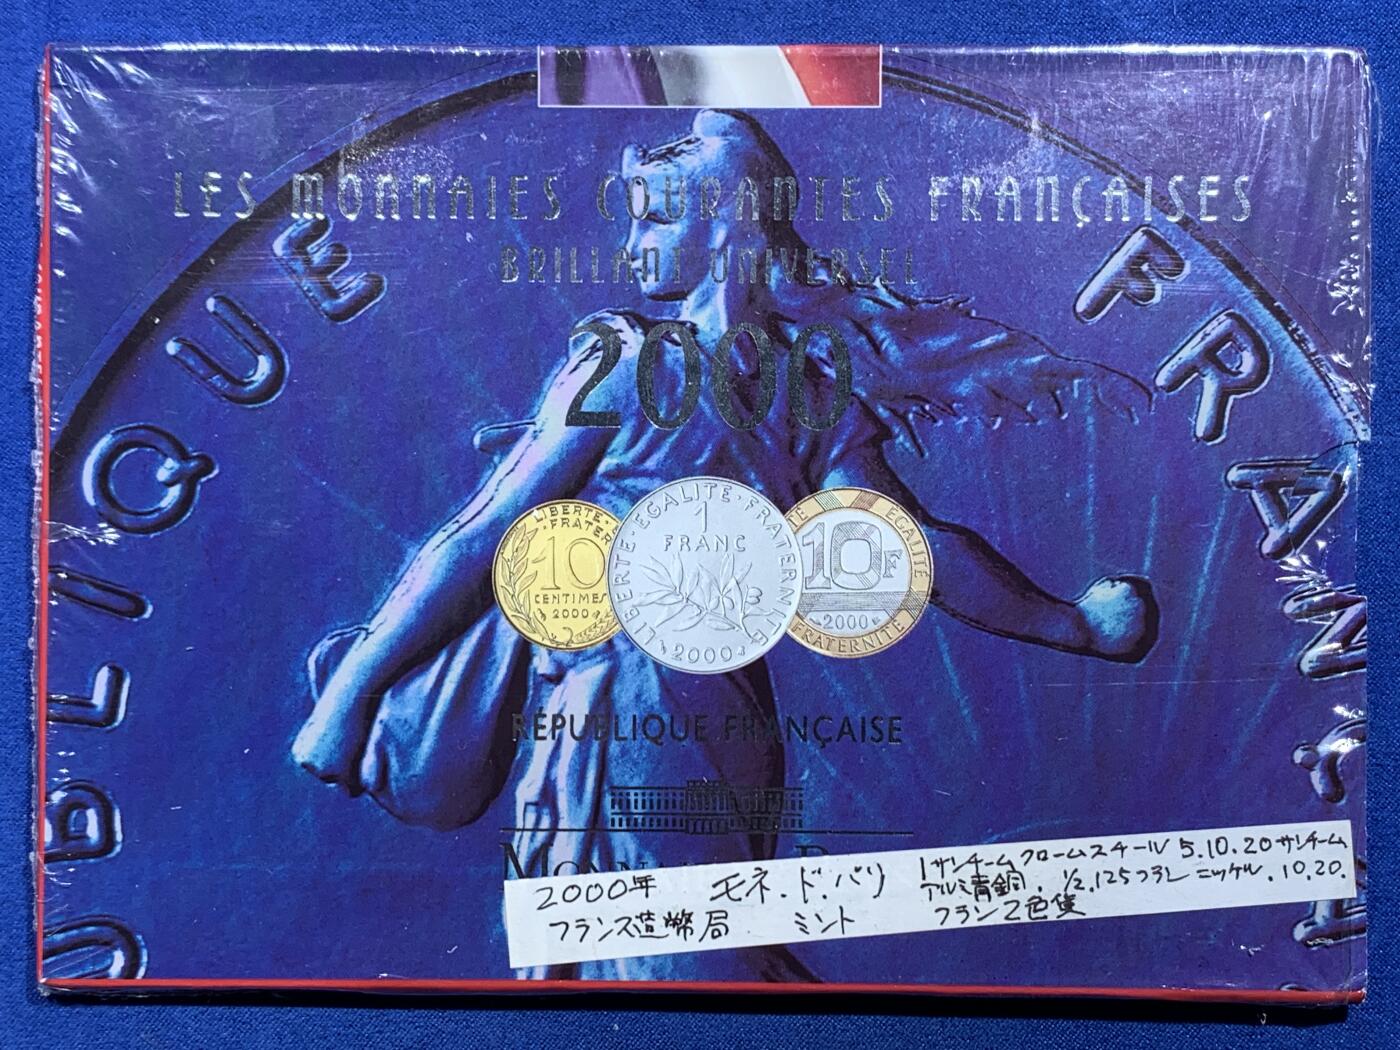 LES MONNAIES COURANTES FRANÇAISES
BRILLANT UNIVERSEL
2000
UBLIQUE FRANÇAI
LIBERTE
FRATER
10
CENTIMES
2000
LIBERTE · EGALITE · FRATERNITE
1
FRANC
2000
10F
EGALITÉ
FRATERNITÉ
2000
RÉPUBLIQUE FRANÇAISE
2000年 モネ.ド.パリ
フランス造幣局. ミント
1サンチームクロームスチール 5.10.20サンチーム
アルミ青銅. 1/2.125フラン ニッケル.10.20.
フラン2色貨